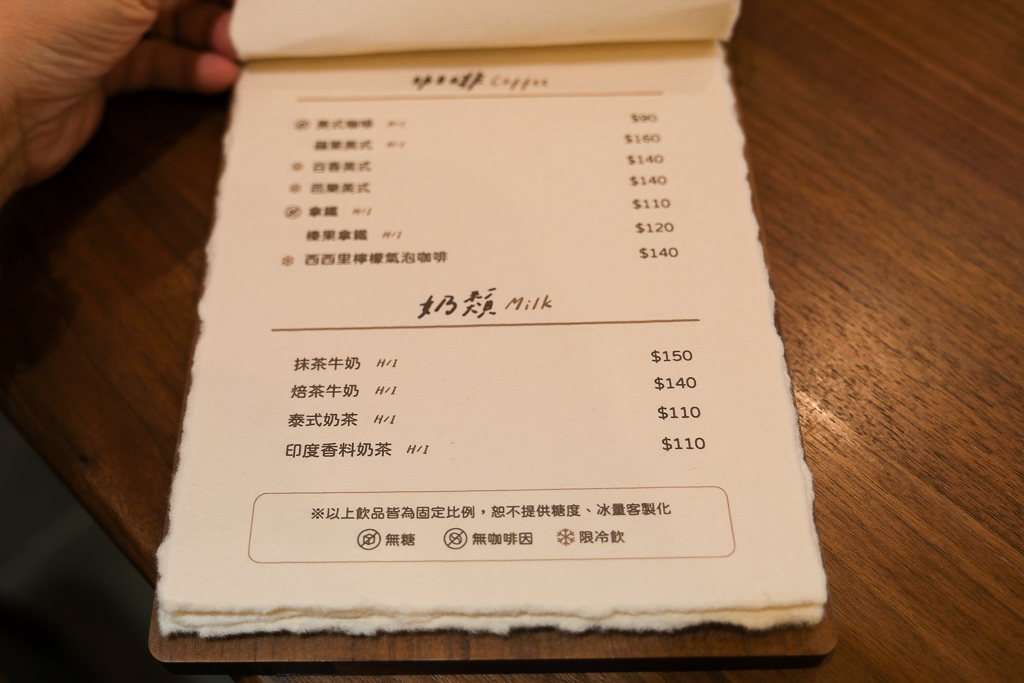 咖啡 Coffee
美式咖啡 H/I $90
蘋果美式 H/I $160
百香美式 $140
芭樂美式 $140
拿鐵 H/I $110
榛果拿鐵 H/I $120
西西里檸檬氣泡咖啡 $140
奶類 Milk
抹茶牛奶 H/I $150
焙茶牛奶 H/I $140
泰式奶茶 H/I $110
印度香料奶茶 H/I $110
※以上飲品皆為固定比例，恕不提供糖度、冰量客製化
無糖 無咖啡因 限冷飲